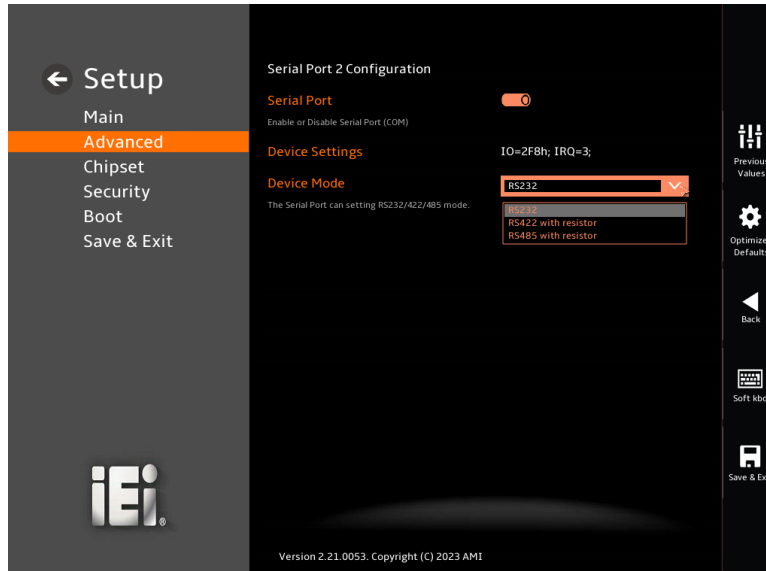 Setup
Main
Advanced
Chipset
Security
Boot
Save & Exit
iEi®
Serial Port 2 Configuration
Serial Port
Enable or Disable Serial Port (COM)
Device Settings
IO=2F8h; IRQ=3;
Device Mode
RS232
The Serial Port can setting RS232/422/485 mode.
RS232
RS422 with resistor
RS485 with resistor
Previous
Values
Optimize
Default
Back
Soft kbd
Save & Ex
Version 2.21.0053. Copyright (C) 2023 AMI